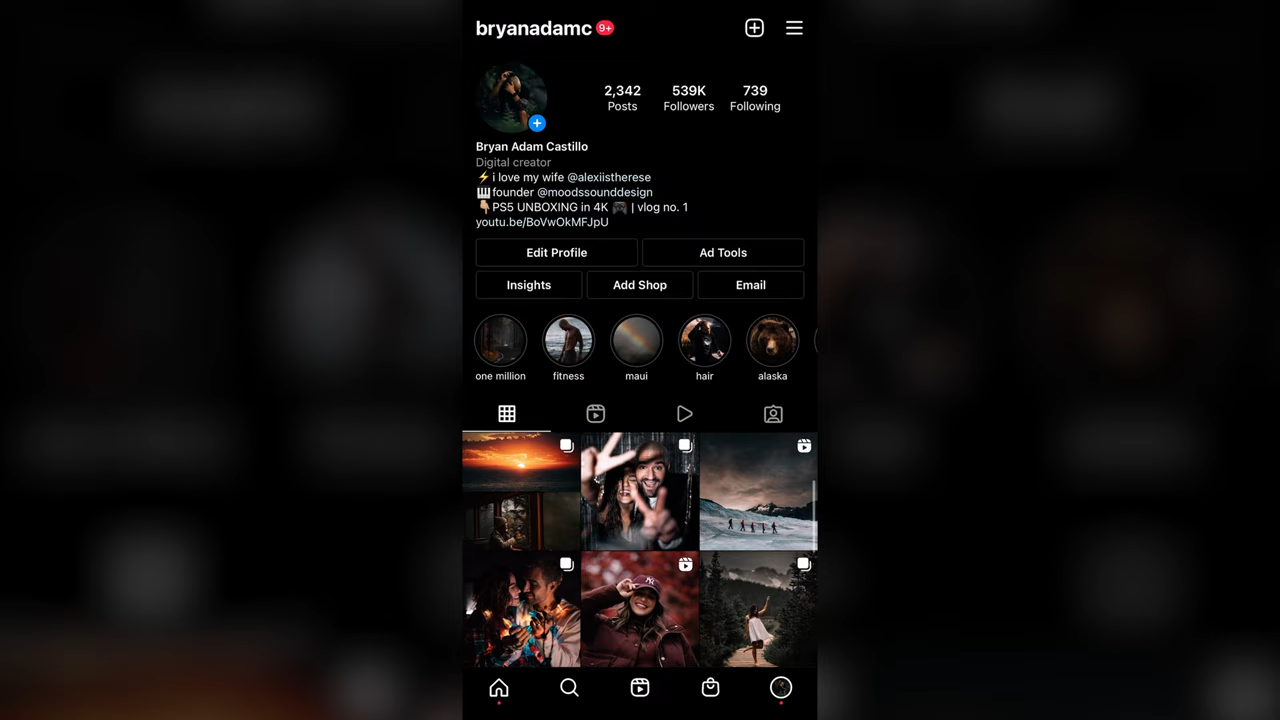 bryanadamc 9+
2,342 539K 739
Posts Followers Following
Bryan Adam Castillo
Digital creator
⚡i love my wife @alexiistherese
🎹founder @moodssounddesign
👇🏼PS5 UNBOXING in 4K 🎮 | vlog no. 1
youtu.be/BoVwOkMFJpU
Edit Profile Ad Tools
Insights Add Shop Email
one million fitness maui hair alaska